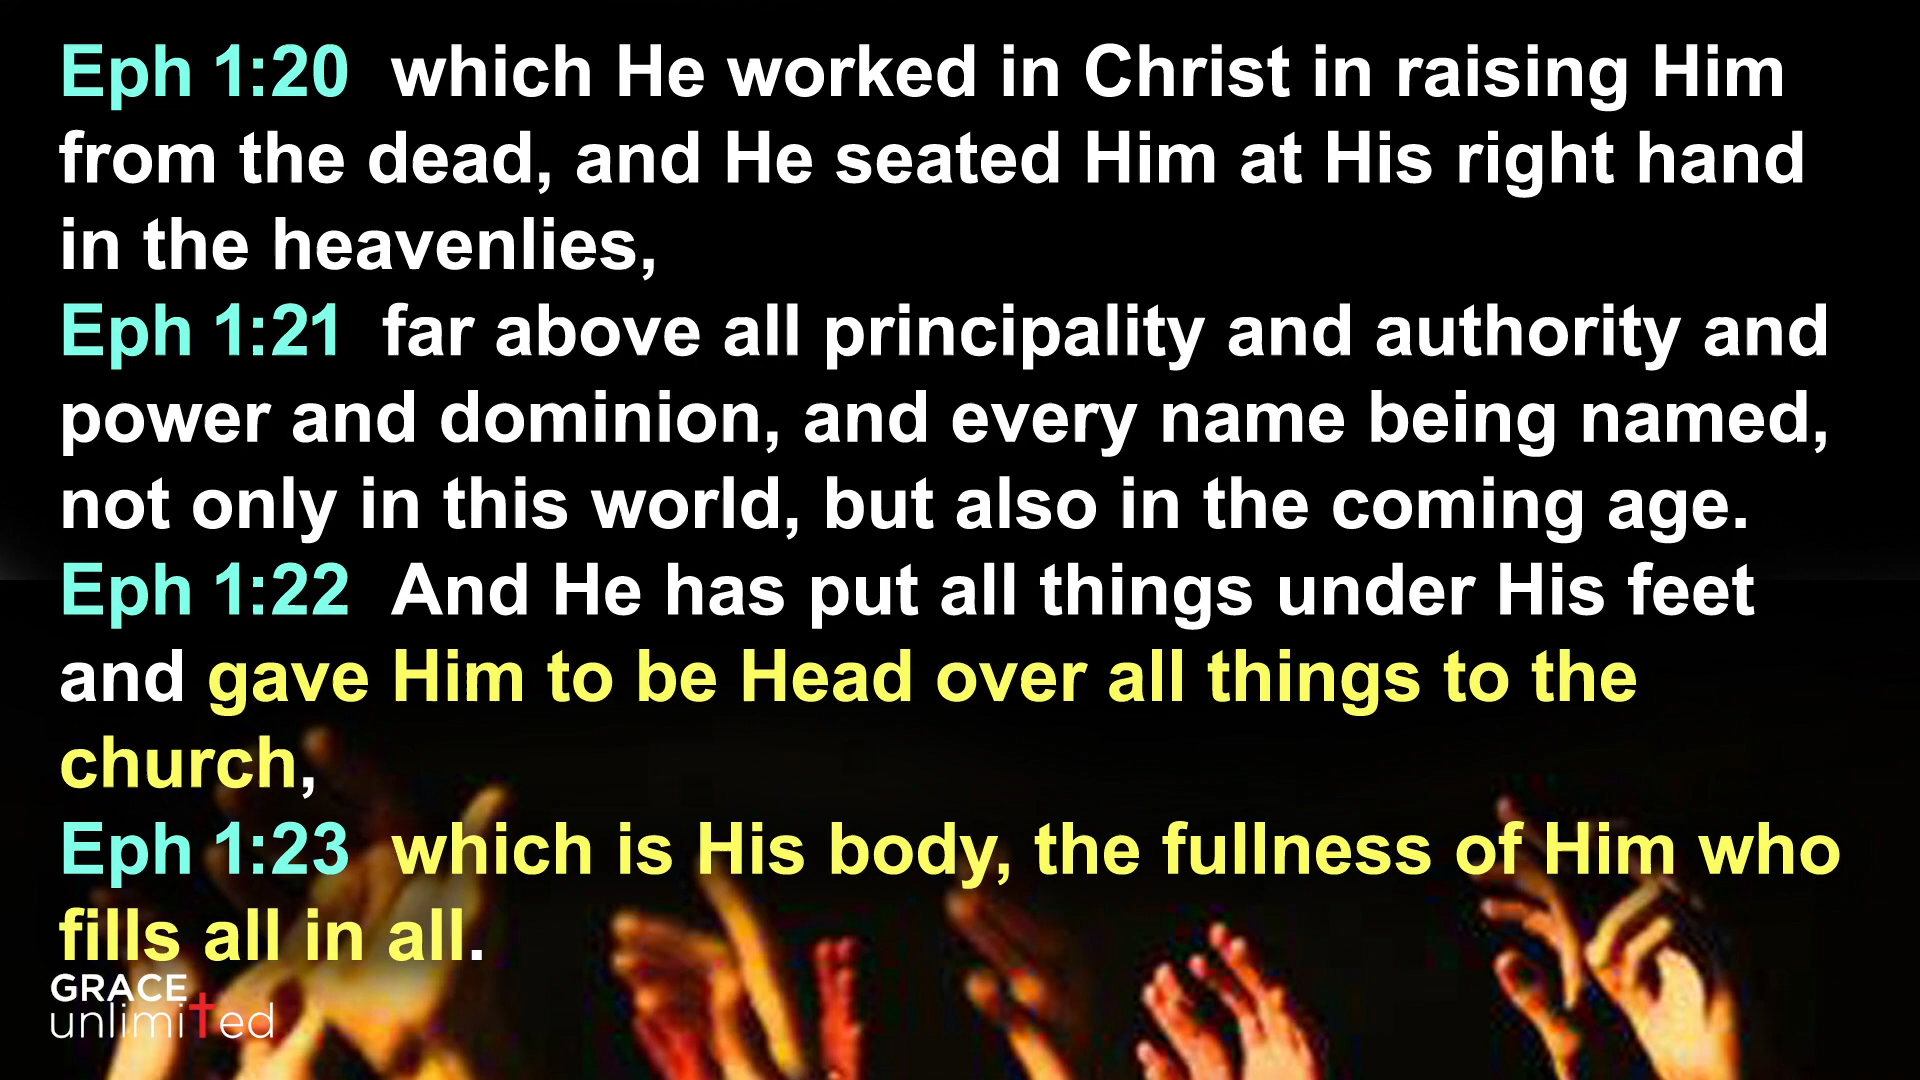 Eph 1:20  which He worked in Christ in raising Him
from the dead, and He seated Him at His right hand
in the heavenlies,
Eph 1:21  far above all principality and authority and
power and dominion, and every name being named,
not only in this world, but also in the coming age.
Eph 1:22  And He has put all things under His feet
and gave Him to be Head over all things to the
church,
Eph 1:23  which is His body, the fullness of Him who
fills all in all.
GRACE
unlimited